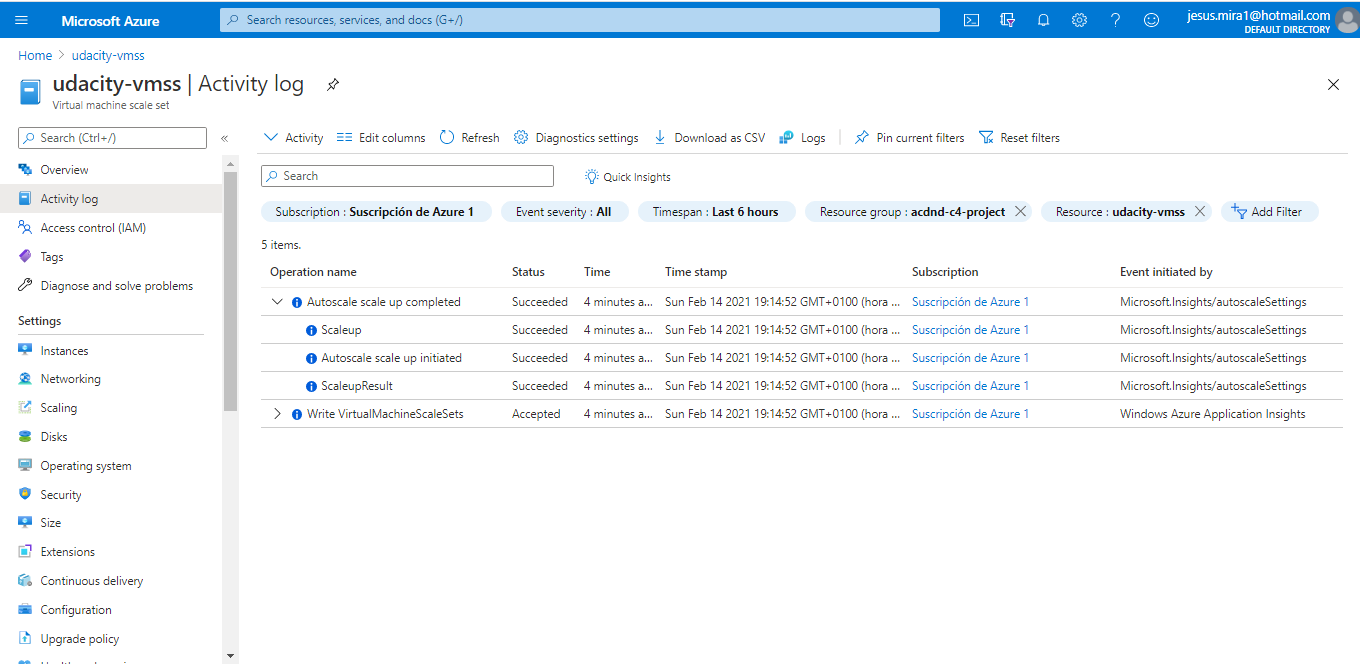 Microsoft Azure
Search resources, services, and docs (G+/)
jesus.mira1@hotmail.com
DEFAULT DIRECTORY
Home > udacity-vmss
udacity-vmss | Activity log
Virtual machine scale set
Search (Ctrl+/)
«
Overview
Activity log
Access control (IAM)
Tags
Diagnose and solve problems
Settings
Instances
Networking
Scaling
Disks
Operating system
Security
Size
Extensions
Continuous delivery
Configuration
Upgrade policy
Activity Edit columns Refresh Diagnostics settings Download as CSV Logs Pin current filters Reset filters
Search Quick Insights
Subscription : Suscripción de Azure 1 Event severity : All Timespan : Last 6 hours Resource group : acdnd-c4-project Resource : udacity-vmss Add Filter
5 items.
Operation name Status Time Time stamp Subscription Event initiated by
Autoscale scale up completed Succeeded 4 minutes a... Sun Feb 14 2021 19:14:52 GMT+0100 (hora ... Suscripción de Azure 1 Microsoft.Insights/autoscaleSettings
Scaleup Succeeded 4 minutes a... Sun Feb 14 2021 19:14:52 GMT+0100 (hora ... Suscripción de Azure 1 Microsoft.Insights/autoscaleSettings
Autoscale scale up initiated Succeeded 4 minutes a... Sun Feb 14 2021 19:14:52 GMT+0100 (hora ... Suscripción de Azure 1 Microsoft.Insights/autoscaleSettings
ScaleupResult Succeeded 4 minutes a... Sun Feb 14 2021 19:14:52 GMT+0100 (hora ... Suscripción de Azure 1 Microsoft.Insights/autoscaleSettings
Write VirtualMachineScaleSets Accepted 4 minutes a... Sun Feb 14 2021 19:14:52 GMT+0100 (hora ... Suscripción de Azure 1 Windows Azure Application Insights